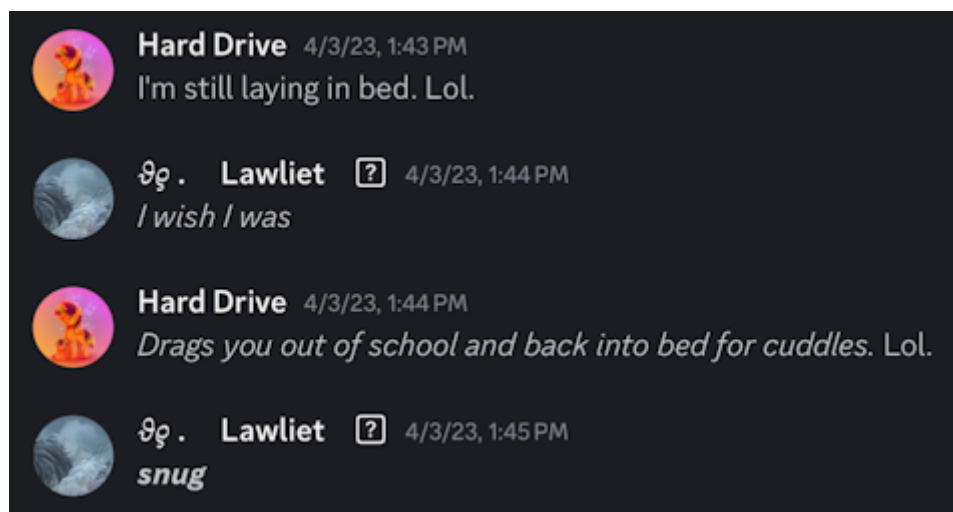 Hard Drive 4/3/23, 1:43 PM
I'm still laying in bed. Lol.
Lawliet ? 4/3/23, 1:44 PM
I wish I was
Hard Drive 4/3/23, 1:44 PM
Drags you out of school and back into bed for cuddles. Lol.
Lawliet ? 4/3/23, 1:45 PM
snug